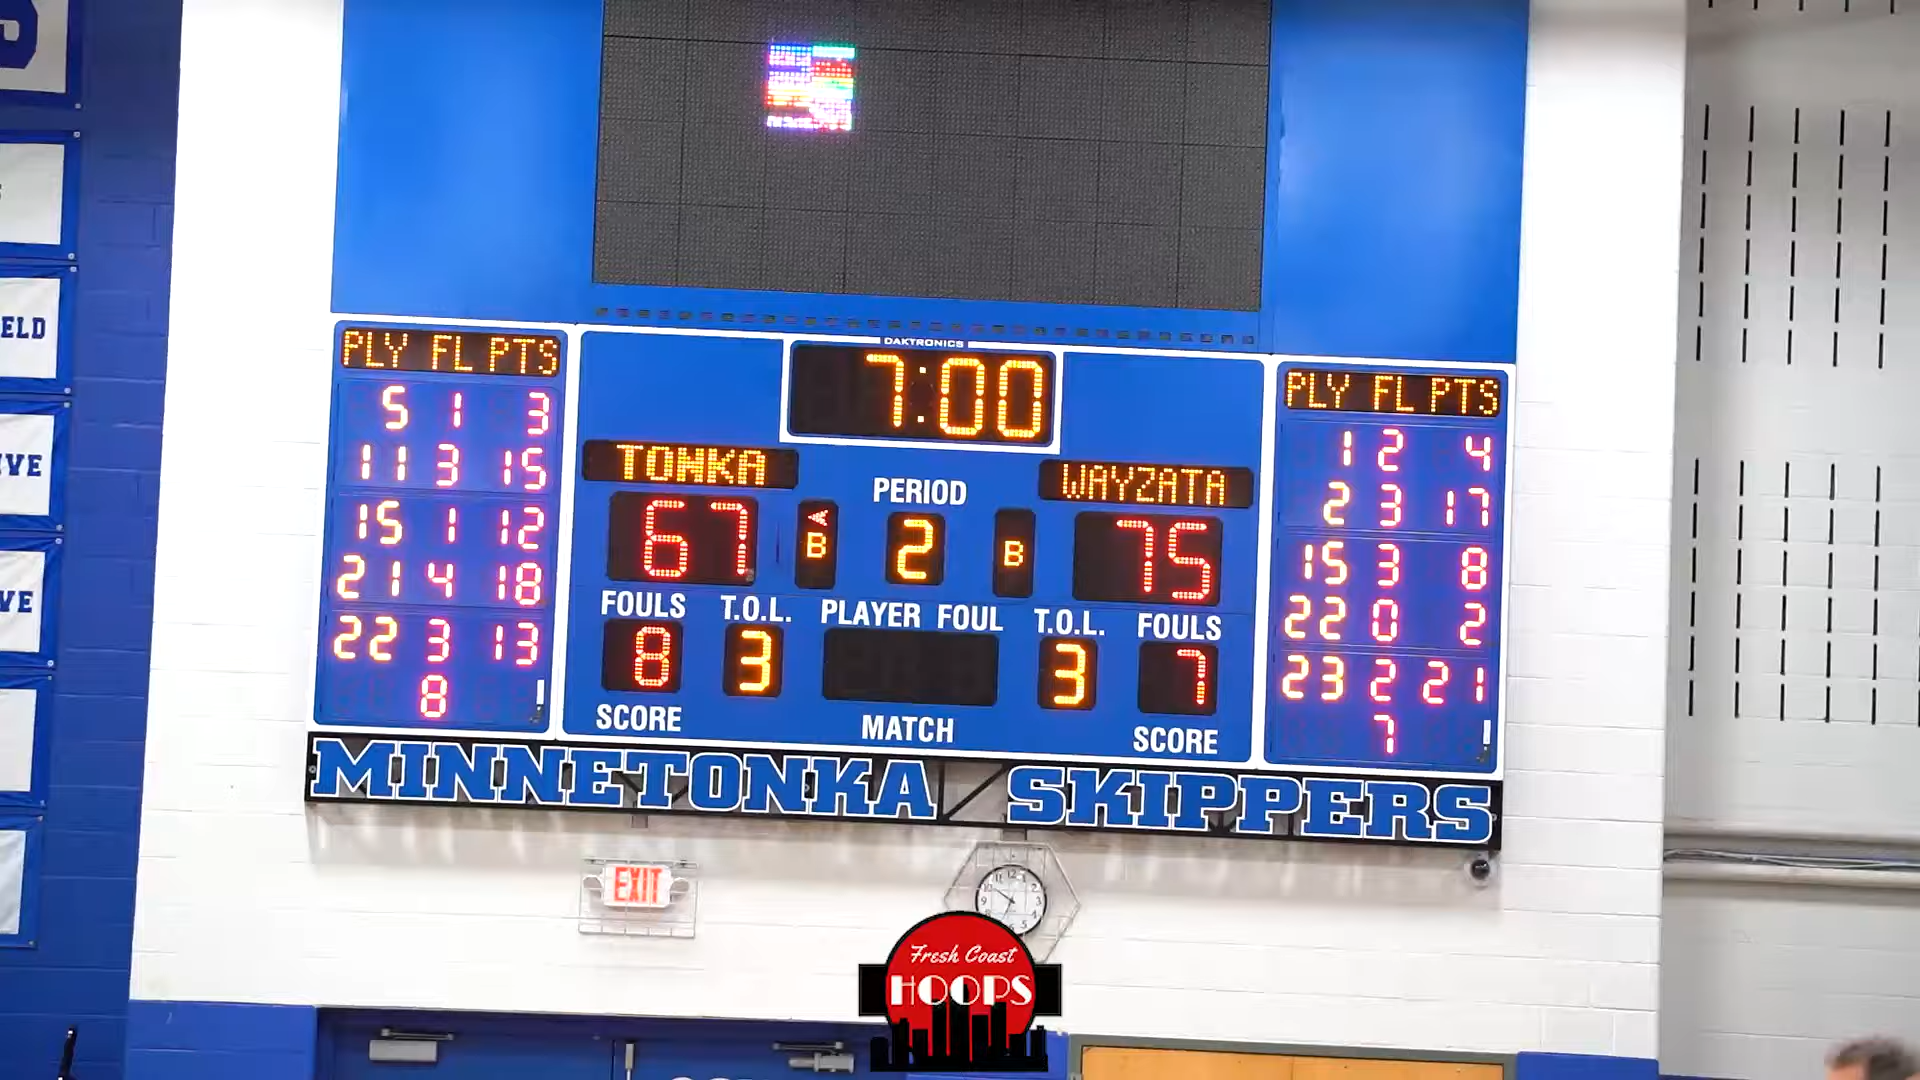 ELD
IVE
VE
DAKTRONICS
7:00
PLY FL PTS
5 1 3
11 3 15
15 1 12
21 4 18
22 3 13
8
TONKA
67
PERIOD
2
B
B
WAYZATA
75
FOULS T.O.L. PLAYER FOUL T.O.L. FOULS
8 3 3 7
SCORE MATCH SCORE
PLY FL PTS
1 2 4
2 3 17
15 3 8
22 0 2
23 2 21
7
MINNETONKA SKIPPERS
EXIT
Fresh Coast
HOOPS